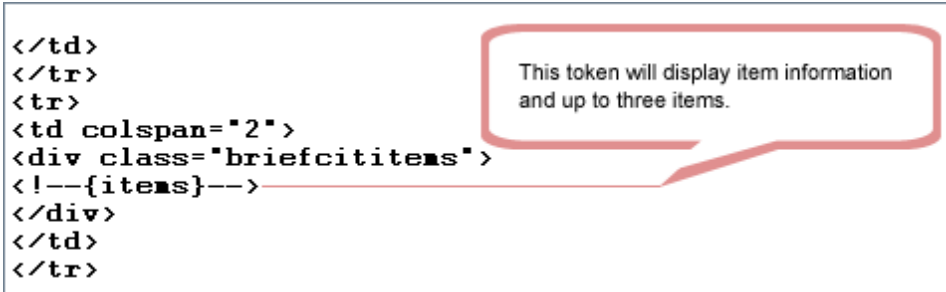 </td>
</tr>
<tr>
<td colspan="2">
<div class="briefcititems">
<!--{items}-->
</div>
</td>
</tr>
This token will display item information
and up to three items.